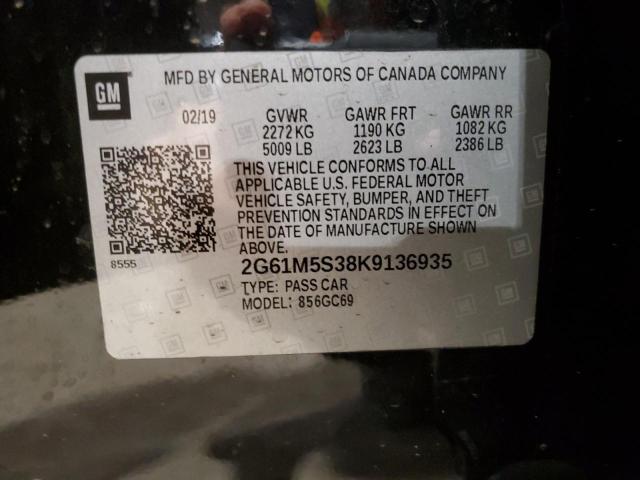 GM
MFD BY GENERAL MOTORS OF CANADA COMPANY
02/19 GVWR GAWR FRT GAWR RR
2272 KG 1190 KG 1082 KG
5009 LB 2623 LB 2386 LB
THIS VEHICLE CONFORMS TO ALL
APPLICABLE U.S. FEDERAL MOTOR
VEHICLE SAFETY, BUMPER, AND THEFT
PREVENTION STANDARDS IN EFFECT ON
THE DATE OF MANUFACTURE SHOWN
ABOVE.
8555
2G61M5S38K9136935
TYPE: PASS CAR
MODEL: 856GC69